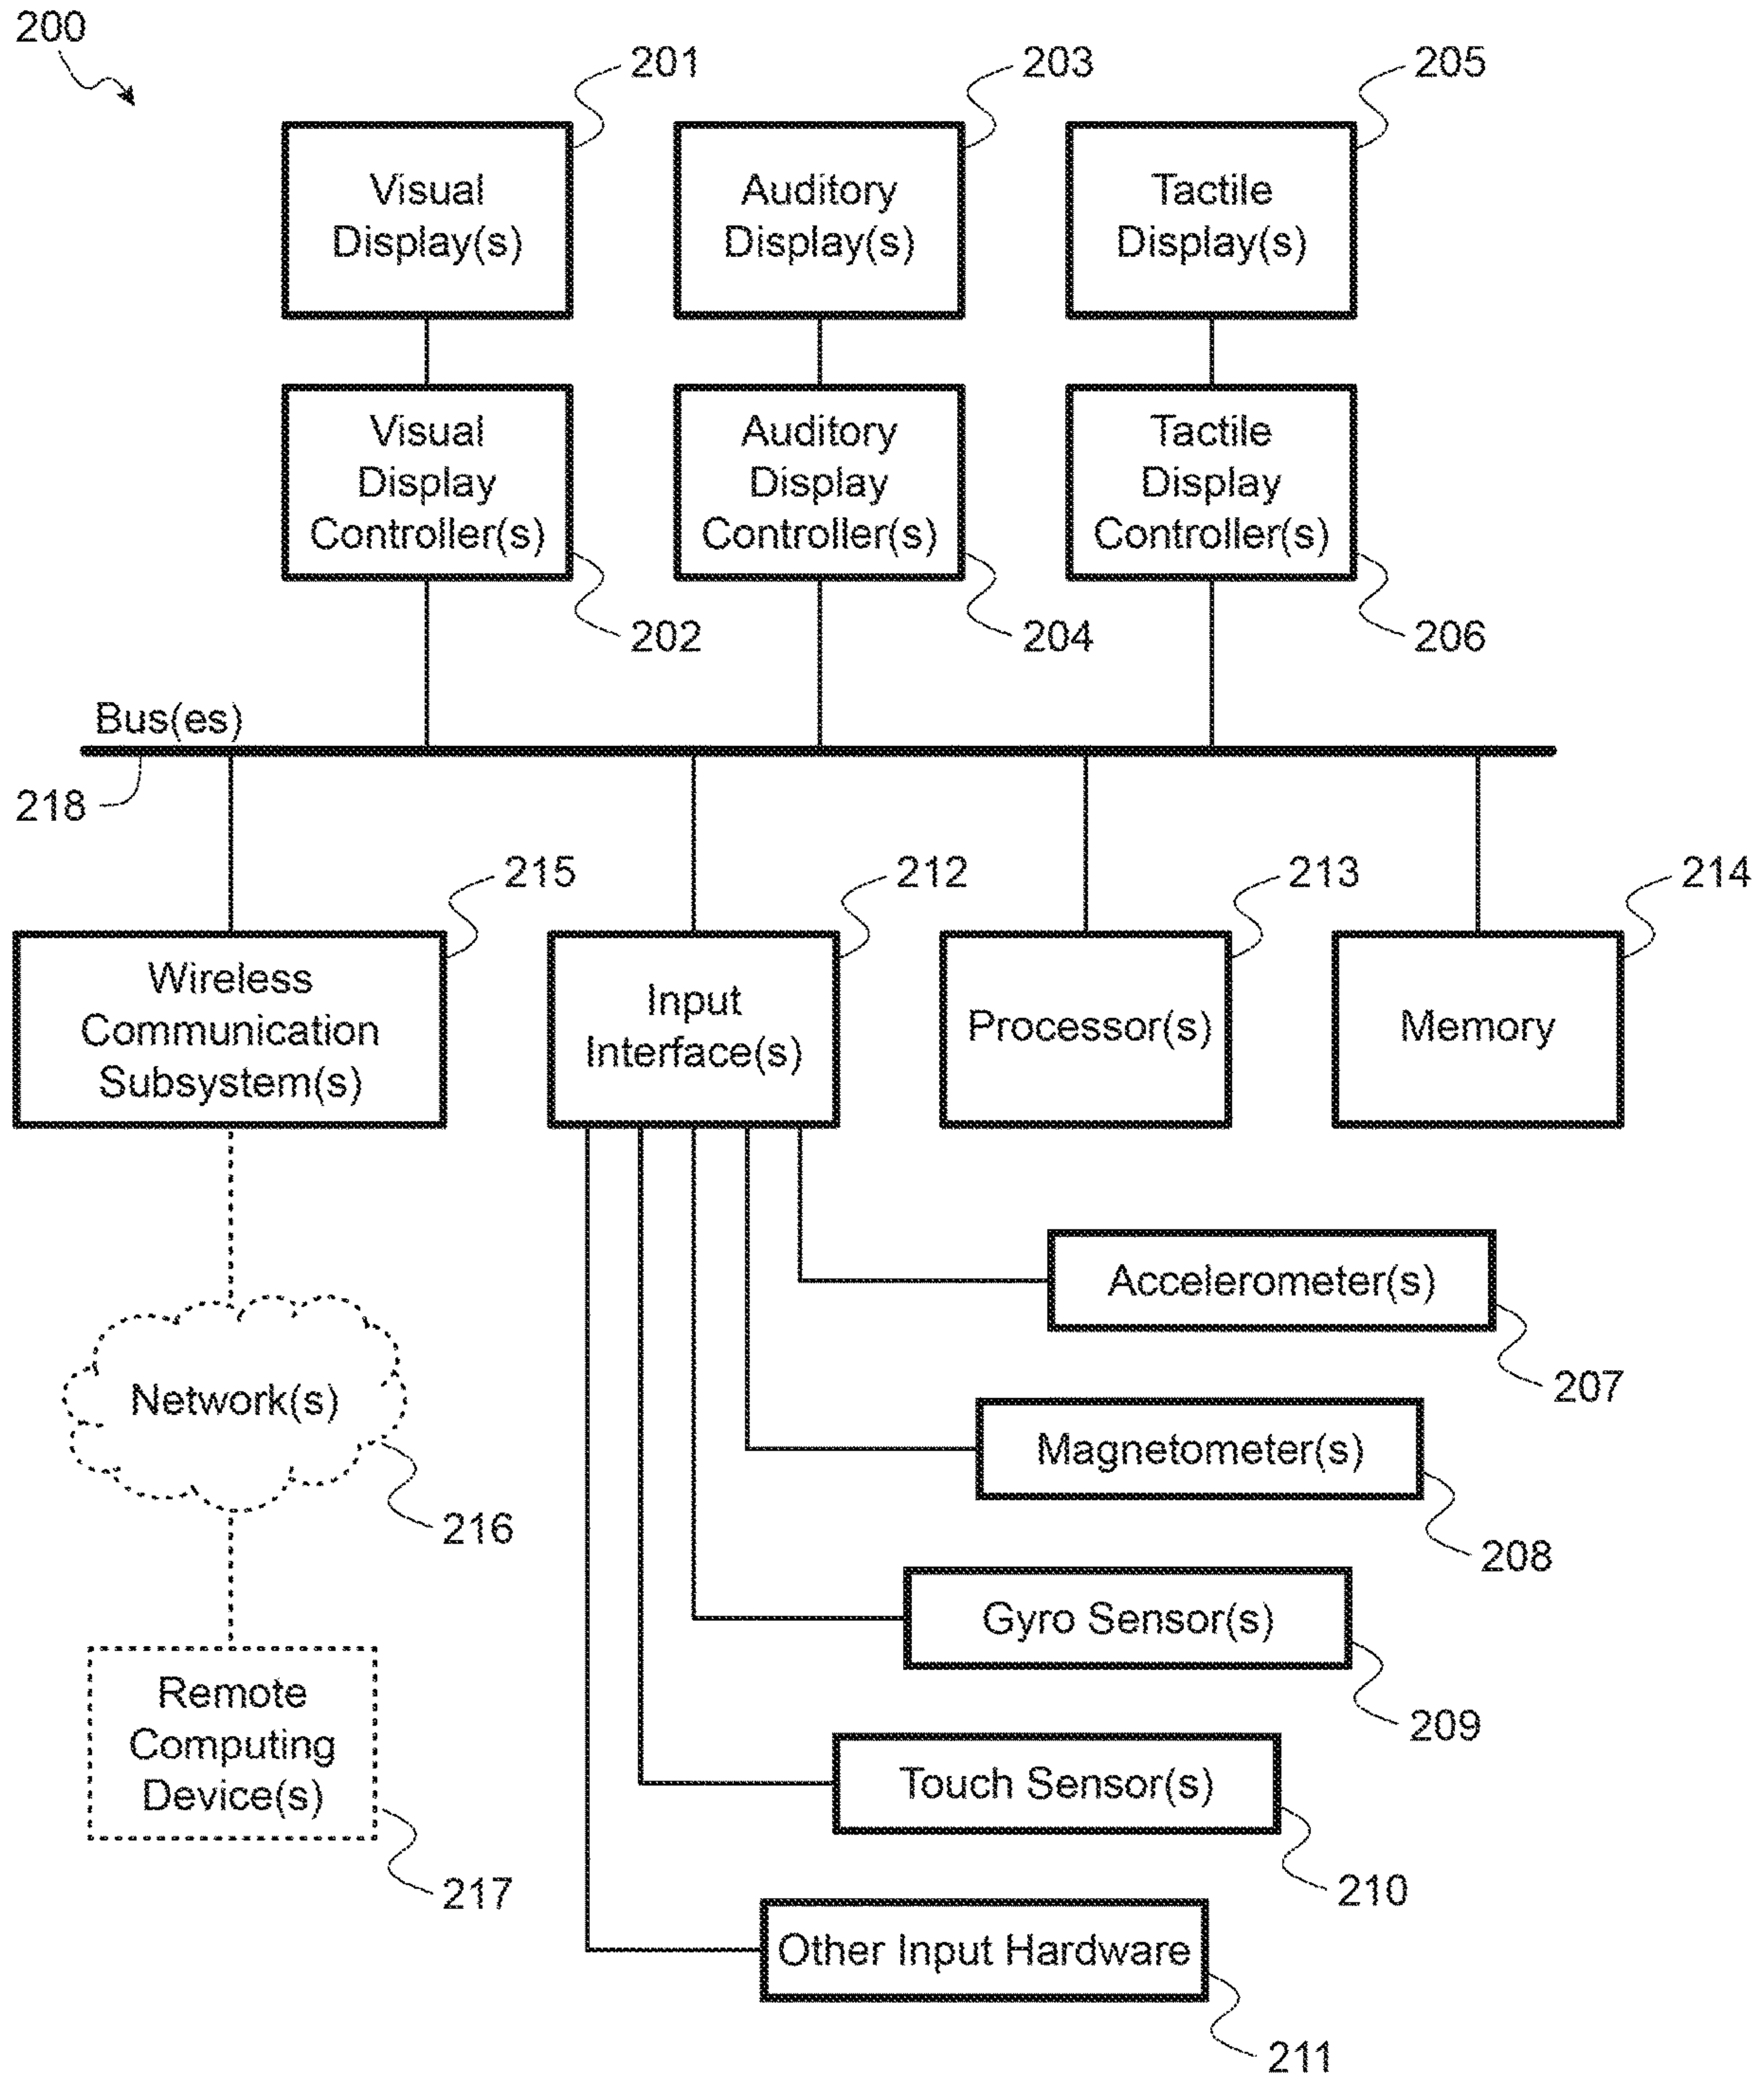 200
201
203
205
Visual
Display(s)
Auditory
Display(s)
Tactile
Display(s)
Visual
Display
Controller(s)
Auditory
Display
Controller(s)
Tactile
Display
Controller(s)
202
204
206
Bus(es)
218
215
212
213
214
Wireless
Communication
Subsystem(s)
Input
Interface(s)
Processor(s)
Memory
Accelerometer(s)
207
Network(s)
216
Magnetometer(s)
208
Gyro Sensor(s)
209
Remote
Computing
Device(s)
217
Touch Sensor(s)
210
Other Input Hardware
211